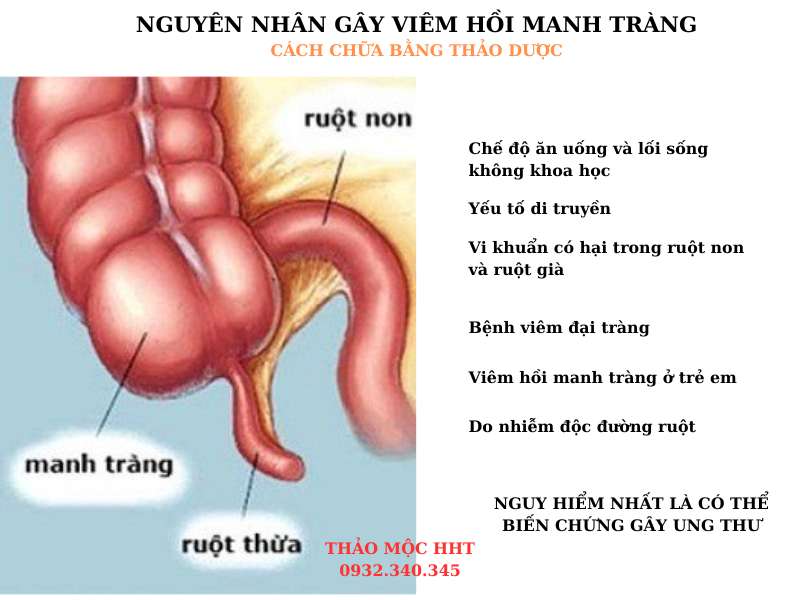 NGUYÊN NHÂN GÂY VIÊM HỒI MANH TRÀNG
CÁCH CHỮA BẰNG THẢO DƯỢC
ruột non
Chế độ ăn uống và lối sống
không khoa học
Yếu tố di truyền
Vi khuẩn có hại trong ruột non
và ruột già
Bệnh viêm đại tràng
Viêm hồi manh tràng ở trẻ em
Do nhiễm độc đường ruột
manh tràng
NGUY HIỂM NHẤT LÀ CÓ THỂ
BIẾN CHỨNG GÂY UNG THƯ
ruột thừa
THẢO MỘC HHT
0932.340.345